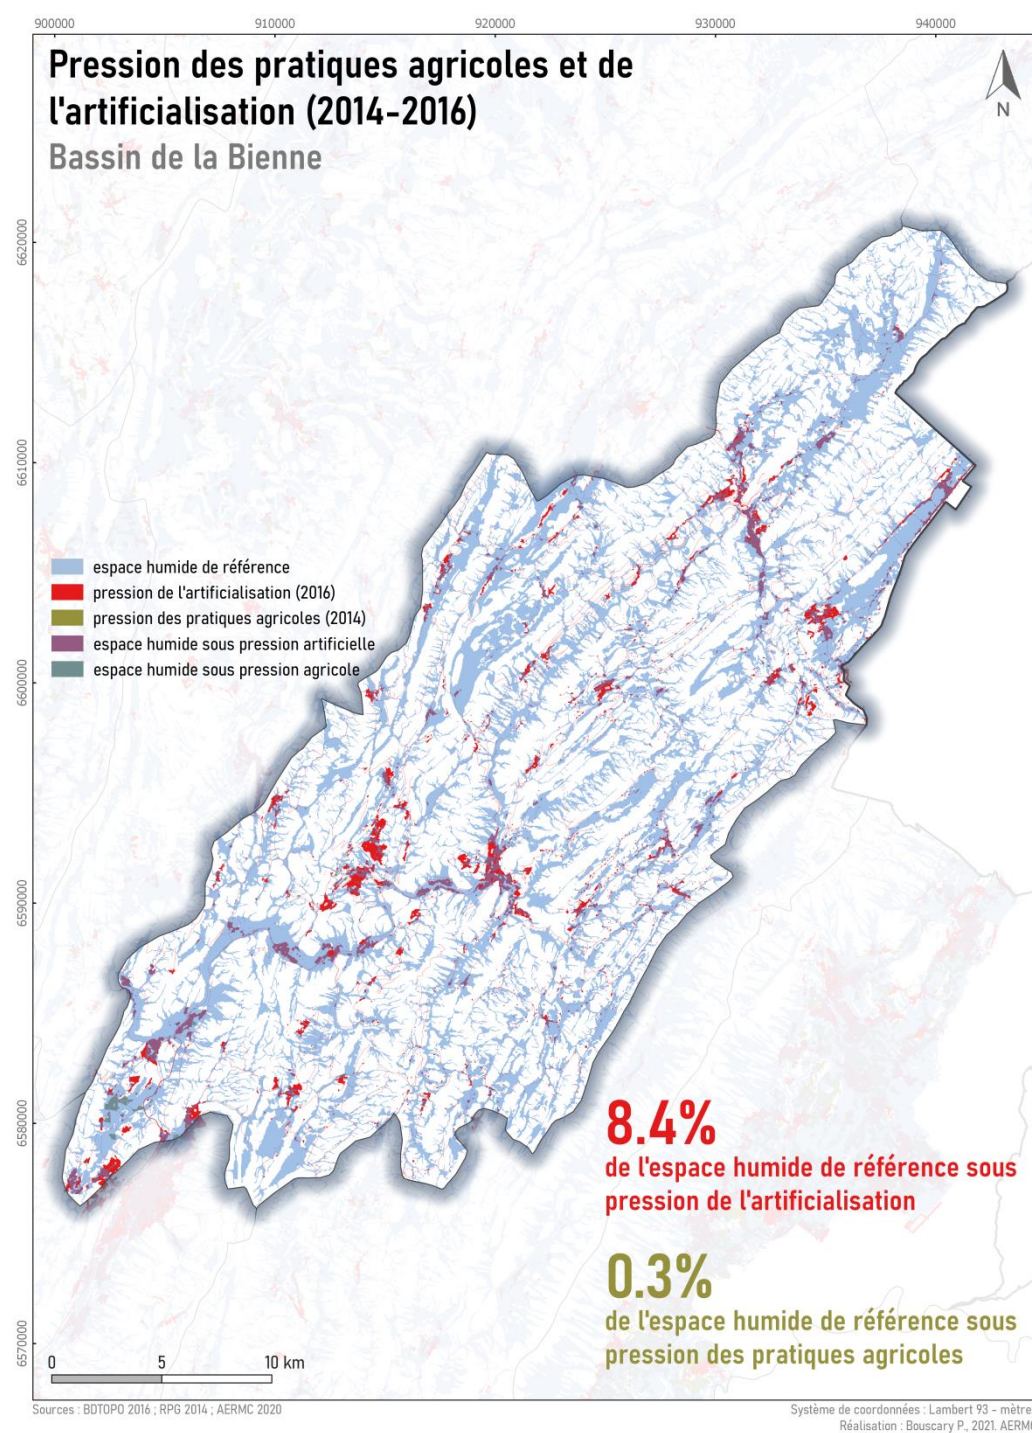 900000 910000 920000 930000 940000
Pression des pratiques agricoles et de
l'artificialisation (2014-2016)
Bassin de la Bienne
N
6620000
6610000
espace humide de référence
pression de l'artificialisation (2016)
pression des pratiques agricoles (2014)
espace humide sous pression artificielle
espace humide sous pression agricole
6600000
6590000
6580000
8.4%
de l'espace humide de référence sous
pression de l'artificialisation
0.3%
de l'espace humide de référence sous
pression des pratiques agricoles
6570000
0 5 10 km
Sources : BDTOPO 2016 ; RPG 2014 ; AERMC 2020
Système de coordonnées : Lambert 93 - mètre
Réalisation : Bouscary P., 2021. AERM